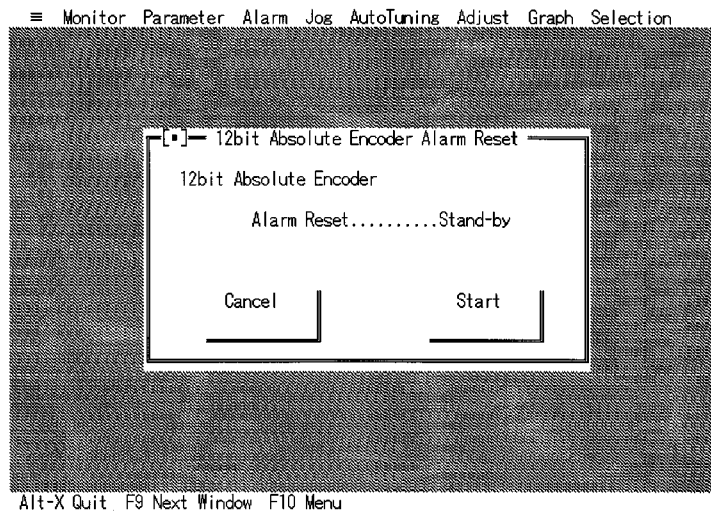 ≡ Monitor Parameter Alarm Jog AutoTuning Adjust Graph Selection
[▪] 12bit Absolute Encoder Alarm Reset
12bit Absolute Encoder
Alarm Reset..........Stand-by
Cancel Start
Alt-X Quit F9 Next Window F10 Menu